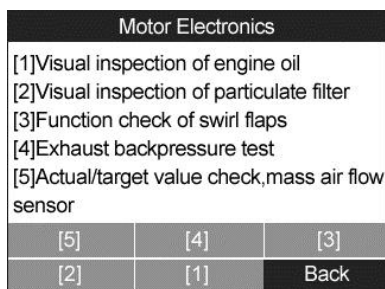 Motor Electronics
[1]Visual inspection of engine oil
[2]Visual inspection of particulate filter
[3]Function check of swirl flaps
[4]Exhaust backpressure test
[5]Actual/target value check,mass air flow
sensor
[5] [4] [3]
[2] [1] Back